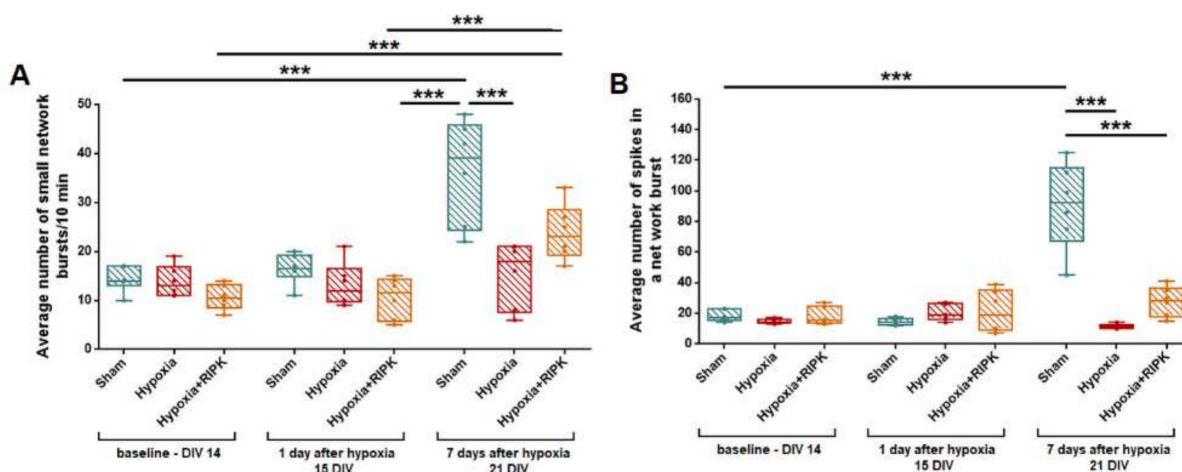 A
Average number of small network
bursts/10 min
50
40
30
20
10
0
***
***
***
***
***
Sham
Hypoxia
Hypoxia+RIPK
Sham
Hypoxia
Hypoxia+RIPK
Sham
Hypoxia
Hypoxia+RIPK
baseline - DIV 14
1 day after hypoxia
15 DIV
7 days after hypoxia
21 DIV
B
Average number of spikes in
a net work burst
160
140
120
100
80
60
40
20
0
***
***
***
Sham
Hypoxia
Hypoxia+RIPK
Sham
Hypoxia
Hypoxia+RIPK
Sham
Hypoxia
Hypoxia+RIPK
baseline - DIV 14
1 day after hypoxia
15 DIV
7 days after hypoxia
21 DIV